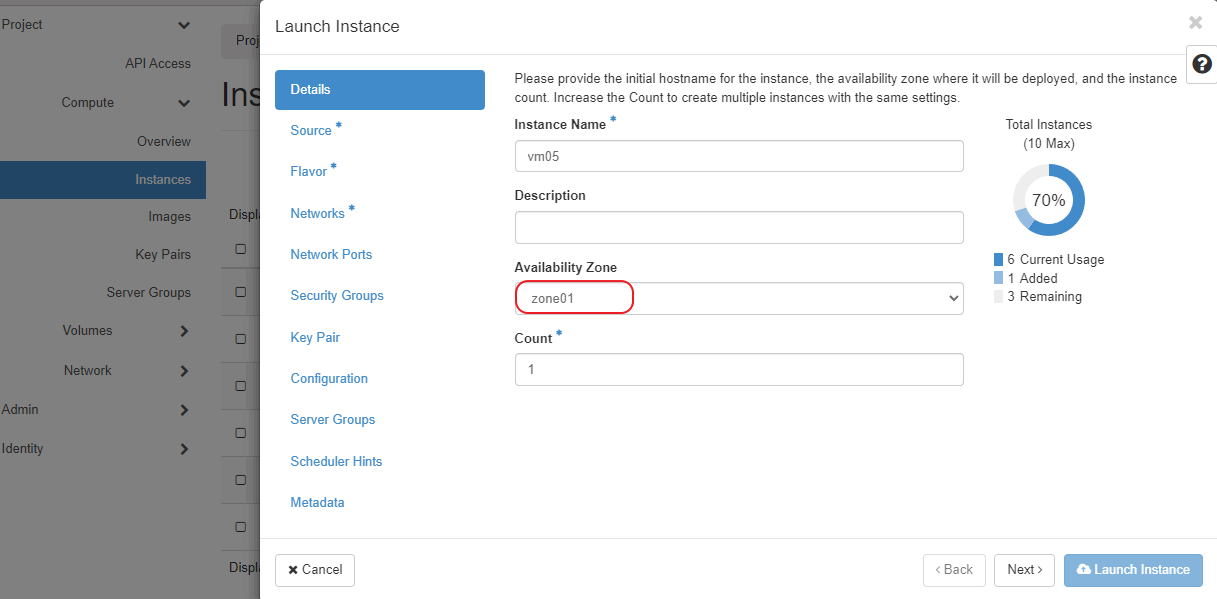 Project
API Access
Compute
Overview
Instances
Images
Key Pairs
Server Groups
Volumes
Network
Admin
Identity
Proj
Ins
Displ
Displ
Launch Instance
×
?
Details
Source *
Flavor *
Networks *
Network Ports
Security Groups
Key Pair
Configuration
Server Groups
Scheduler Hints
Metadata
Please provide the initial hostname for the instance, the availability zone where it will be deployed, and the instance
count. Increase the Count to create multiple instances with the same settings.
Instance Name *
vm05
Description
Availability Zone
zone01
Count *
1
Total Instances
(10 Max)
70%
6 Current Usage
1 Added
3 Remaining
× Cancel
‹ Back
Next ›
Launch Instance